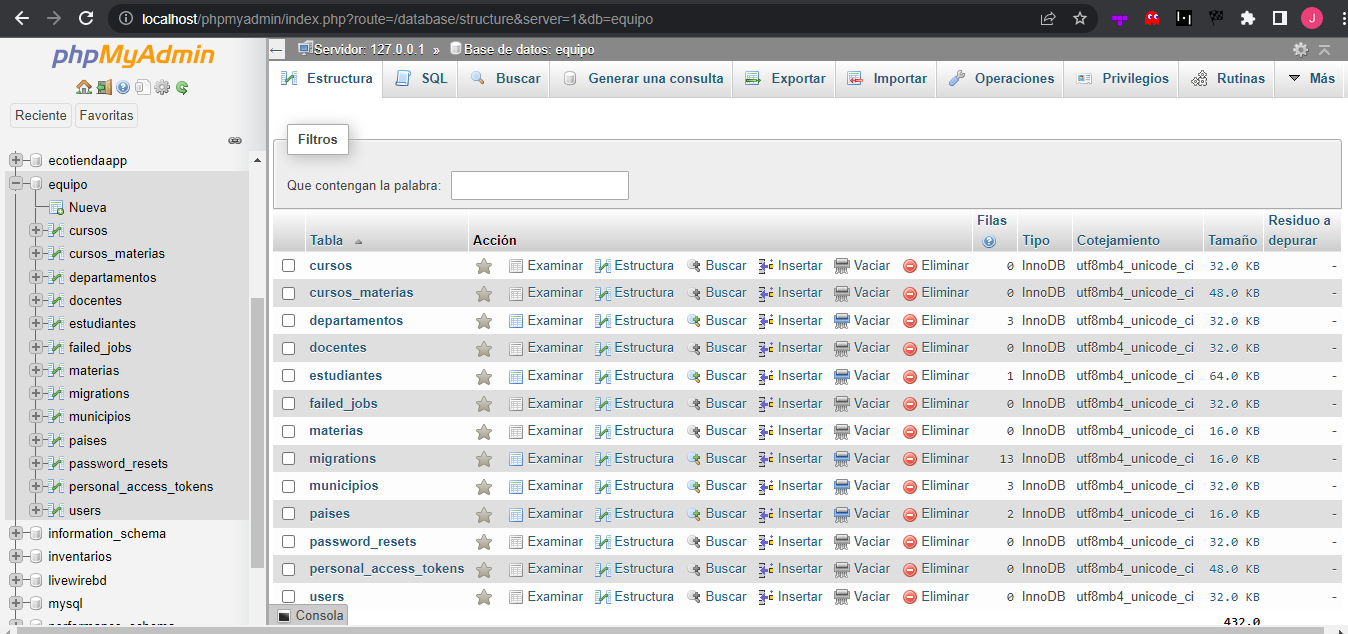 localhost/phpmyadmin/index.php?route=/database/structure&server=1&db=equipo
J
phpMyAdmin
Reciente Favoritas
ecotiendaapp
equipo
Nueva
cursos
cursos_materias
departamentos
docentes
estudiantes
failed_jobs
materias
migrations
municipios
paises
password_resets
personal_access_tokens
users
information_schema
inventarios
livewirebd
mysql
performance_schema
Servidor: 127.0.0.1 » Base de datos: equipo
Estructura SQL Buscar Generar una consulta Exportar Importar Operaciones Privilegios Rutinas Más
Filtros
Que contengan la palabra:
Tabla Acción Filas Tipo Cotejamiento Tamaño Residuo a depurar
cursos Examinar Estructura Buscar Insertar Vaciar Eliminar 0 InnoDB utf8mb4_unicode_ci 32.0 KB -
cursos_materias Examinar Estructura Buscar Insertar Vaciar Eliminar 0 InnoDB utf8mb4_unicode_ci 48.0 KB -
departamentos Examinar Estructura Buscar Insertar Vaciar Eliminar 3 InnoDB utf8mb4_unicode_ci 32.0 KB -
docentes Examinar Estructura Buscar Insertar Vaciar Eliminar 0 InnoDB utf8mb4_unicode_ci 32.0 KB -
estudiantes Examinar Estructura Buscar Insertar Vaciar Eliminar 1 InnoDB utf8mb4_unicode_ci 64.0 KB -
failed_jobs Examinar Estructura Buscar Insertar Vaciar Eliminar 0 InnoDB utf8mb4_unicode_ci 32.0 KB -
materias Examinar Estructura Buscar Insertar Vaciar Eliminar 0 InnoDB utf8mb4_unicode_ci 16.0 KB -
migrations Examinar Estructura Buscar Insertar Vaciar Eliminar 13 InnoDB utf8mb4_unicode_ci 16.0 KB -
municipios Examinar Estructura Buscar Insertar Vaciar Eliminar 3 InnoDB utf8mb4_unicode_ci 32.0 KB -
paises Examinar Estructura Buscar Insertar Vaciar Eliminar 2 InnoDB utf8mb4_unicode_ci 16.0 KB -
password_resets Examinar Estructura Buscar Insertar Vaciar Eliminar 0 InnoDB utf8mb4_unicode_ci 32.0 KB -
personal_access_tokens Examinar Estructura Buscar Insertar Vaciar Eliminar 0 InnoDB utf8mb4_unicode_ci 48.0 KB -
users Examinar Estructura Buscar Insertar Vaciar Eliminar 0 InnoDB utf8mb4_unicode_ci 32.0 KB -
Consola
432.0